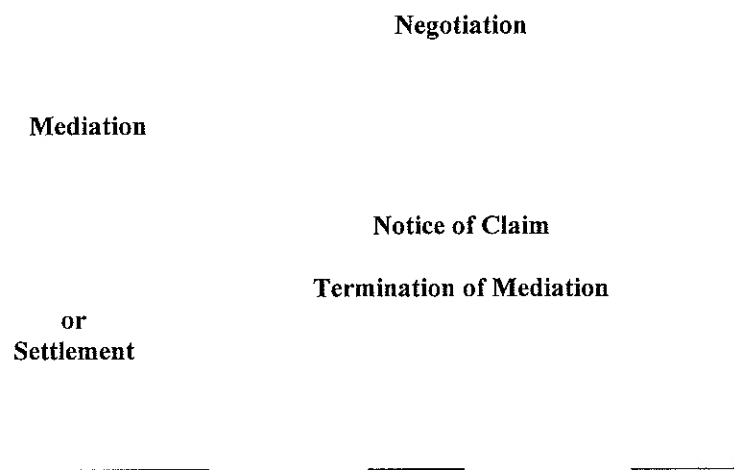 Negotiation
Mediation
Notice of Claim
Termination of Mediation
or
Settlement